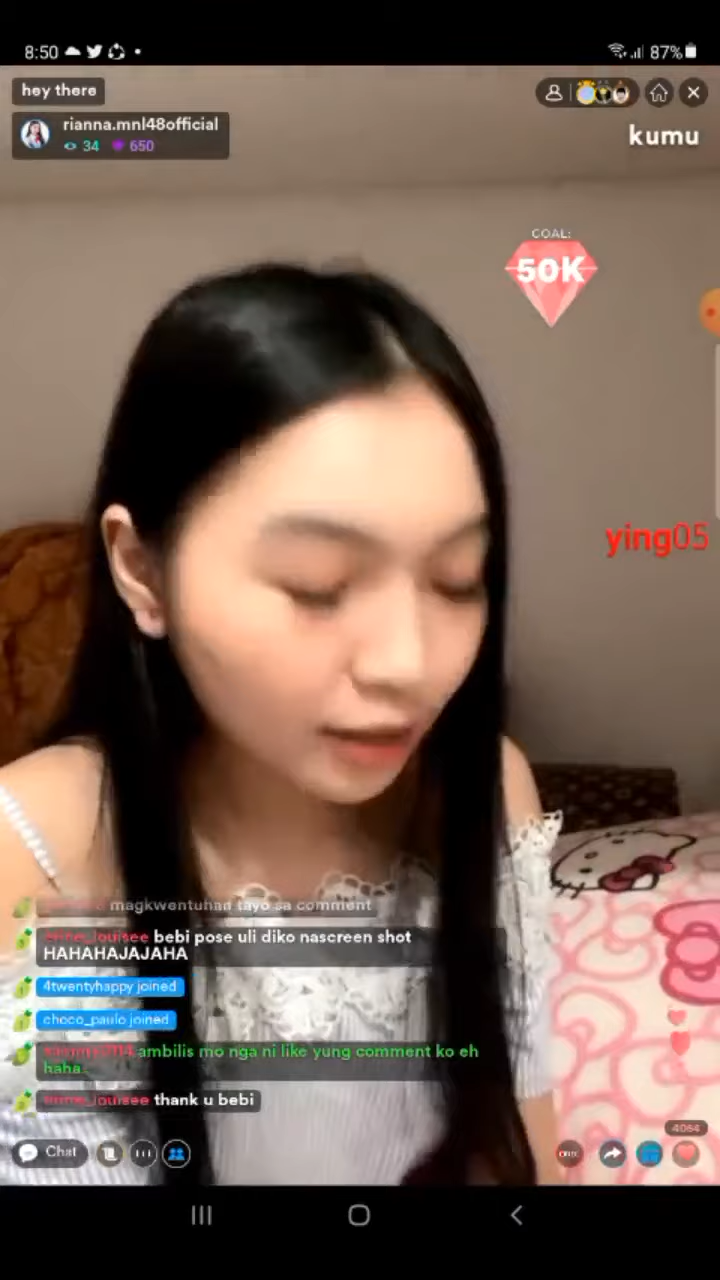 8:50
87%
hey there
rianna.mnl48official
34 650
kumu
GOAL:
50K
ying05
magkwentuhan tayo sa comment
bebi pose uli diko nascreen shot
HAHAHAJAJAHA
4twentyhappy joined
choco_paulo joined
ambilis mo nga ni like yung comment ko eh
haha
thank u bebi
4064
Chat